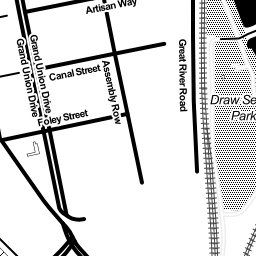 Artisan Way
Grand Union Drive
Grand Union Drive
Great River Road
Canal Street
Assembly Row
Draw Se
Park
Foley Street